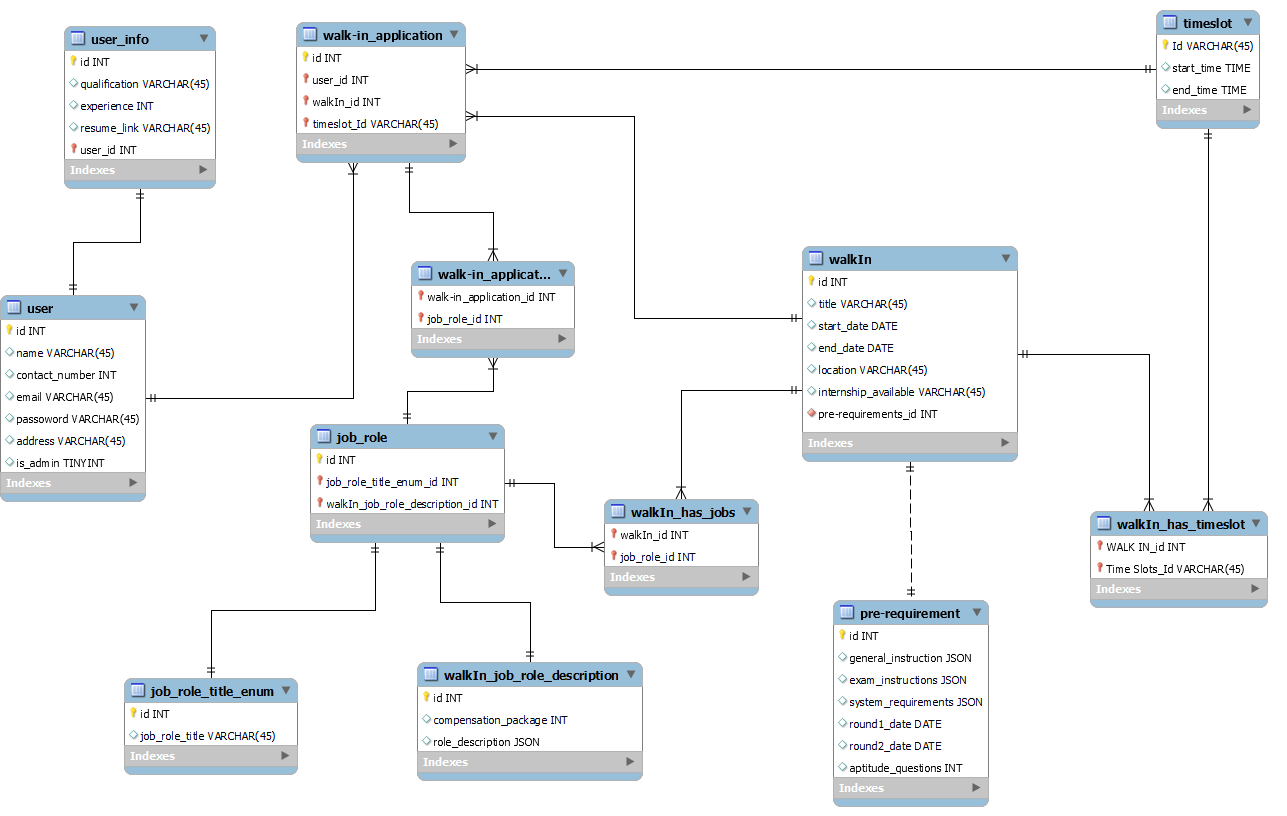 user_info
id INT
qualification VARCHAR(45)
experience INT
resume_link VARCHAR(45)
user_id INT
Indexes
walk-in_application
id INT
user_id INT
walkIn_id INT
timeslot_Id VARCHAR(45)
Indexes
timeslot
Id VARCHAR(45)
start_time TIME
end_time TIME
Indexes
walk-in_applicat...
walk-in_application_id INT
job_role_id INT
Indexes
walkIn
id INT
title VARCHAR(45)
start_date DATE
end_date DATE
location VARCHAR(45)
internship_available VARCHAR(45)
pre-requirements_id INT
Indexes
user
id INT
name VARCHAR(45)
contact_number INT
email VARCHAR(45)
passoword VARCHAR(45)
address VARCHAR(45)
is_admin TINYINT
Indexes
job_role
id INT
job_role_title_enum_id INT
walkIn_job_role_description_id INT
Indexes
walkIn_has_jobs
walkIn_id INT
job_role_id INT
Indexes
walkIn_has_timeslot
WALK IN_id INT
Time Slots_Id VARCHAR(45)
Indexes
pre-requirement
id INT
general_instruction JSON
exam_instructions JSON
system_requirements JSON
round1_date DATE
round2_date DATE
aptitude_questions INT
Indexes
job_role_title_enum
id INT
job_role_title VARCHAR(45)
Indexes
walkIn_job_role_description
id INT
compensation_package INT
role_description JSON
Indexes